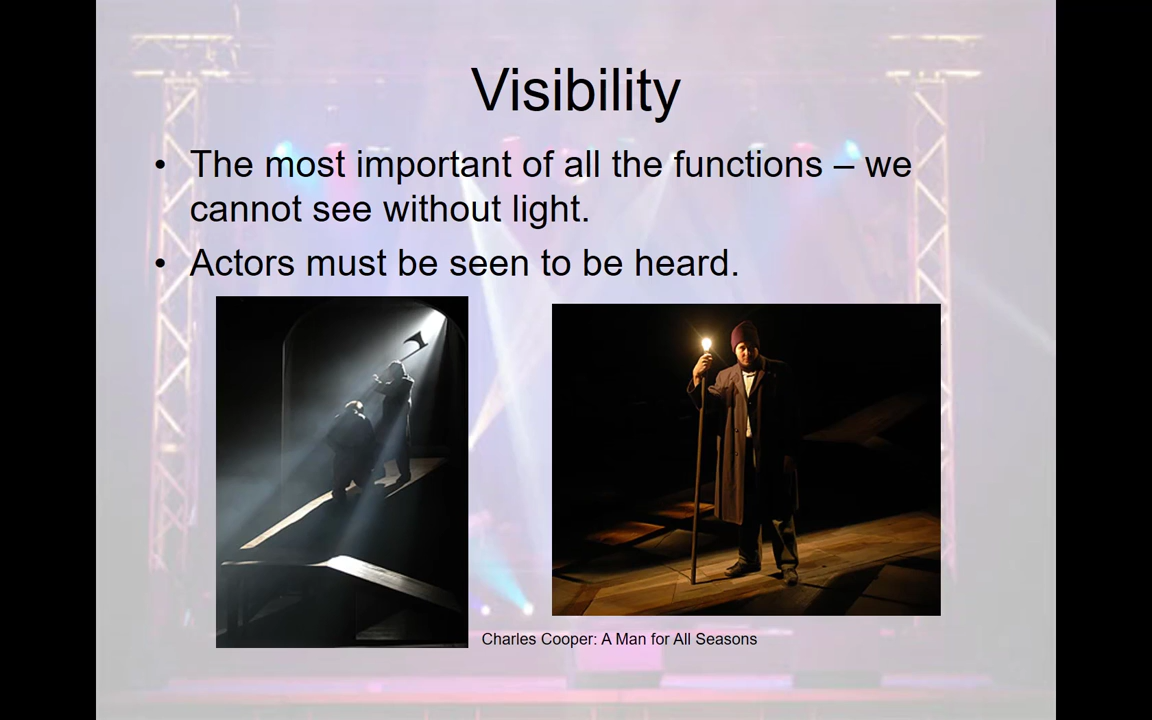 Visibility
• The most important of all the functions – we
cannot see without light.
• Actors must be seen to be heard.
Charles Cooper: A Man for All Seasons